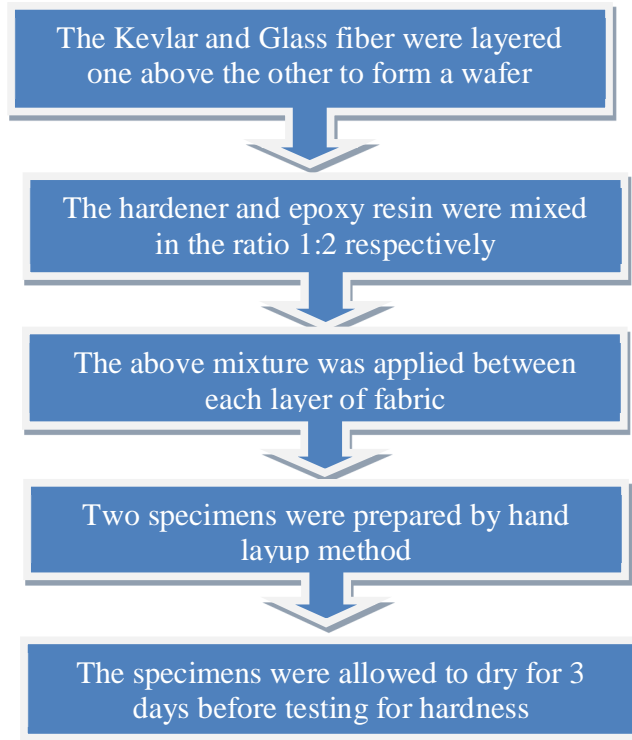 The Kevlar and Glass fiber were layered
one above the other to form a wafer
The hardener and epoxy resin were mixed
in the ratio 1:2 respectively
The above mixture was applied between
each layer of fabric
Two specimens were prepared by hand
layup method
The specimens were allowed to dry for 3
days before testing for hardness